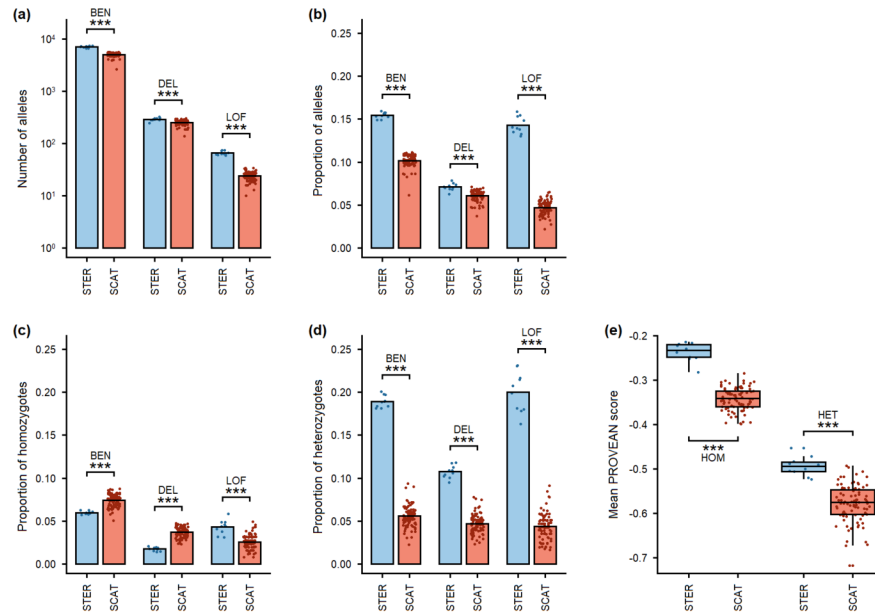 (a)
BEN
***
DEL
***
LOF
***
Number of alleles
10⁴
10³
10²
10¹
10⁰
STER
SCAT
STER
SCAT
STER
SCAT
(b)
BEN
***
DEL
***
LOF
***
Proportion of alleles
0.25
0.20
0.15
0.10
0.05
0.00
STER
SCAT
STER
SCAT
STER
SCAT
(c)
BEN
***
DEL
***
LOF
***
Proportion of homozygotes
0.25
0.20
0.15
0.10
0.05
0.00
STER
SCAT
STER
SCAT
STER
SCAT
(d)
BEN
***
DEL
***
LOF
***
Proportion of heterozygotes
0.25
0.20
0.15
0.10
0.05
0.00
STER
SCAT
STER
SCAT
STER
SCAT
(e)
***
HOM
HET
***
Mean PROVEAN score
-0.2
-0.3
-0.4
-0.5
-0.6
-0.7
STER
SCAT
STER
SCAT